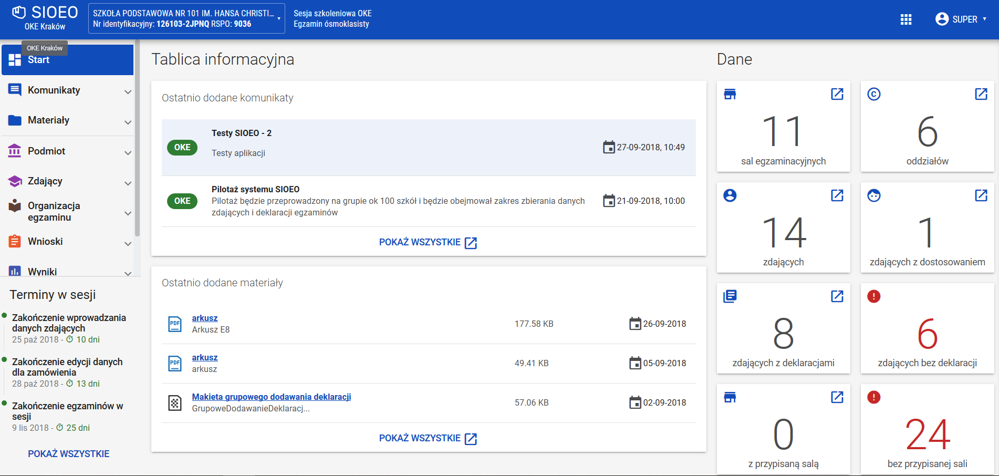 SIOEO
OKE Kraków
SZKOŁA PODSTAWOWA NR 101 IM. HANSA CHRISTI...
Nr identyfikacyjny: 126103-2JPNQ RSPO: 9036
Sesja szkoleniowa OKE
Egzamin ósmoklasisty
SUPER
OKE Kraków
Start
Komunikaty
Materiały
Podmiot
Zdający
Organizacja
egzaminu
Wnioski
Wyniki
Terminy w sesji
Zakończenie wprowadzania
danych zdających
25 paź 2018 - 10 dni
Zakończenie edycji danych
dla zamówienia
28 paź 2018 - 13 dni
Zakończenie egzaminów w
sesji
9 lis 2018 - 25 dni
POKAŻ WSZYSTKIE
Tablica informacyjna
Ostatnio dodane komunikaty
OKE
Testy SIOEO - 2
Testy aplikacji
27-09-2018, 10:49
OKE
Pilotaż systemu SIOEO
Pilotaż będzie przeprowadzony na grupie ok 100 szkół i będzie obejmował zakres zbierania danych
zdających i deklaracji egzaminów
21-09-2018, 10:00
POKAŻ WSZYSTKIE
Ostatnio dodane materiały
PDF
arkusz
Arkusz E8
177.58 KB
26-09-2018
PDF
arkusz
arkusz
49.41 KB
05-09-2018
Makieta grupowego dodawania deklaracji
GrupoweDodawanieDeklaracj...
57.06 KB
02-09-2018
POKAŻ WSZYSTKIE
Dane
11
sal egzaminacyjnych
6
oddziałów
14
zdających
1
zdających z dostosowaniem
8
zdających z deklaracjami
6
zdających bez deklaracji
0
z przypisaną salą
24
bez przypisanej sali